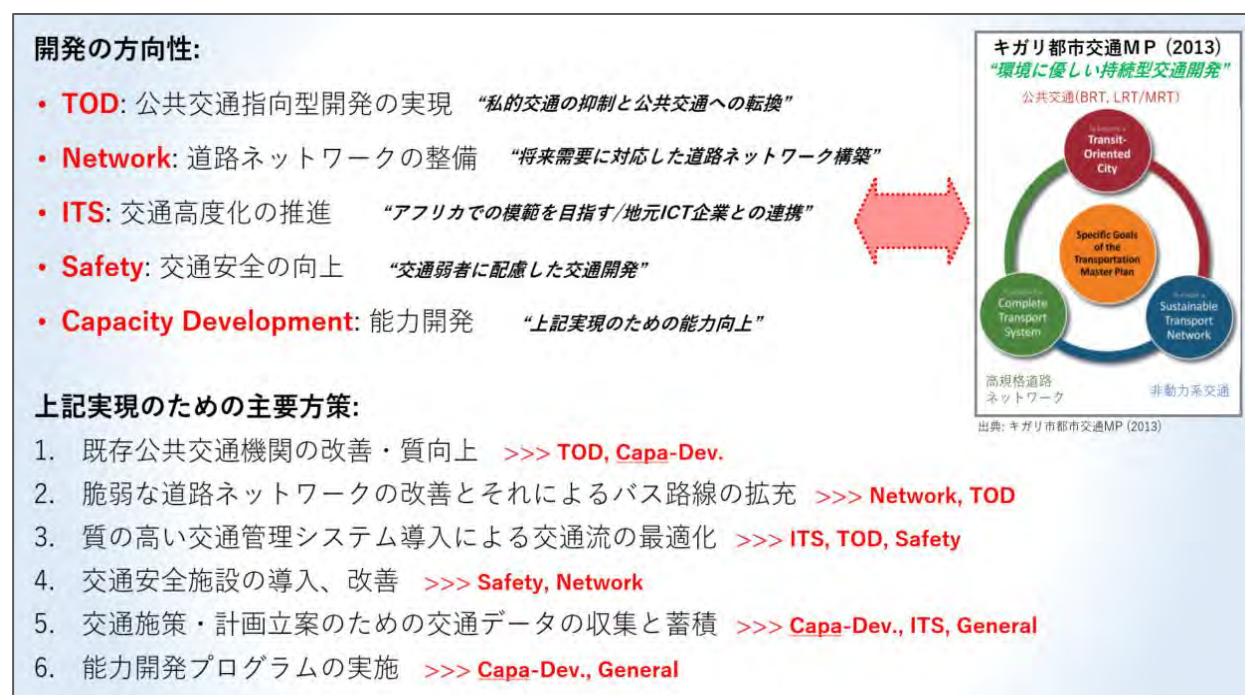 開発の方向性:
• TOD: 公共交通指向型開発の実現 “私的交通の抑制と公共交通への転換”
• Network: 道路ネットワークの整備 “将来需要に対応した道路ネットワーク構築”
• ITS: 交通高度化の推進 “アフリカでの模範を目指す/地元ICT企業との連携”
• Safety: 交通安全の向上 “交通弱者に配慮した交通開発”
• Capacity Development: 能力開発 “上記実現のための能力向上”
キガリ都市交通MP (2013)
“環境に優しい持続型交通開発”
公共交通(BRT, LRT/MRT)
Transit-
Oriented
City
Specific Goals
of the
Transportation
Master Plan
Complete
Transport
System
Sustainable
Transport
Network
高規格道路
ネットワーク
非動力系交通
出典: キガリ市都市交通MP (2013)
上記実現のための主要方策:
1. 既存公共交通機関の改善・質向上 >>> TOD, Capa-Dev.
2. 脆弱な道路ネットワークの改善とそれによるバス路線の拡充 >>> Network, TOD
3. 質の高い交通管理システム導入による交通流の最適化 >>> ITS, TOD, Safety
4. 交通安全施設の導入、改善 >>> Safety, Network
5. 交通施策・計画立案のための交通データの収集と蓄積 >>> Capa-Dev., ITS, General
6. 能力開発プログラムの実施 >>> Capa-Dev., General